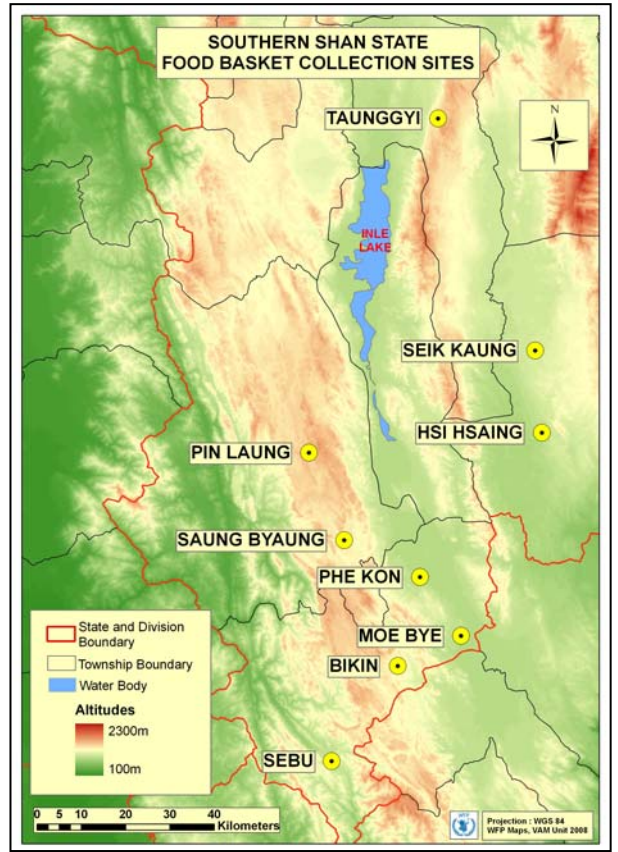 SOUTHERN SHAN STATE
FOOD BASKET COLLECTION SITES
TAUNGGYI
N
INLE
LAKE
SEIK KAUNG
HSI HSAING
PIN LAUNG
SAUNG BYAUNG
PHE KON
MOE BYE
BIKIN
SEBU
State and Division
Boundary
Township Boundary
Water Body
Altitudes
2300m
100m
0 5 10 20 30 40
Kilometers
WFP
Projection : WGS 84
WFP Maps, VAM Unit 2008